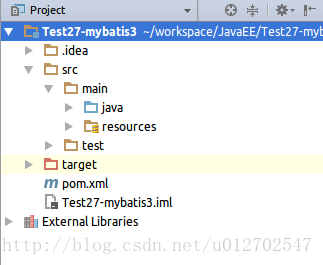 Project
Test27-mybatis3 ~/workspace/JavaEE/Test27-myb
.idea
src
main
java
resources
test
target
pom.xml
Test27-mybatis3.iml
External Libraries
http://blog.csdn.net/u012702547